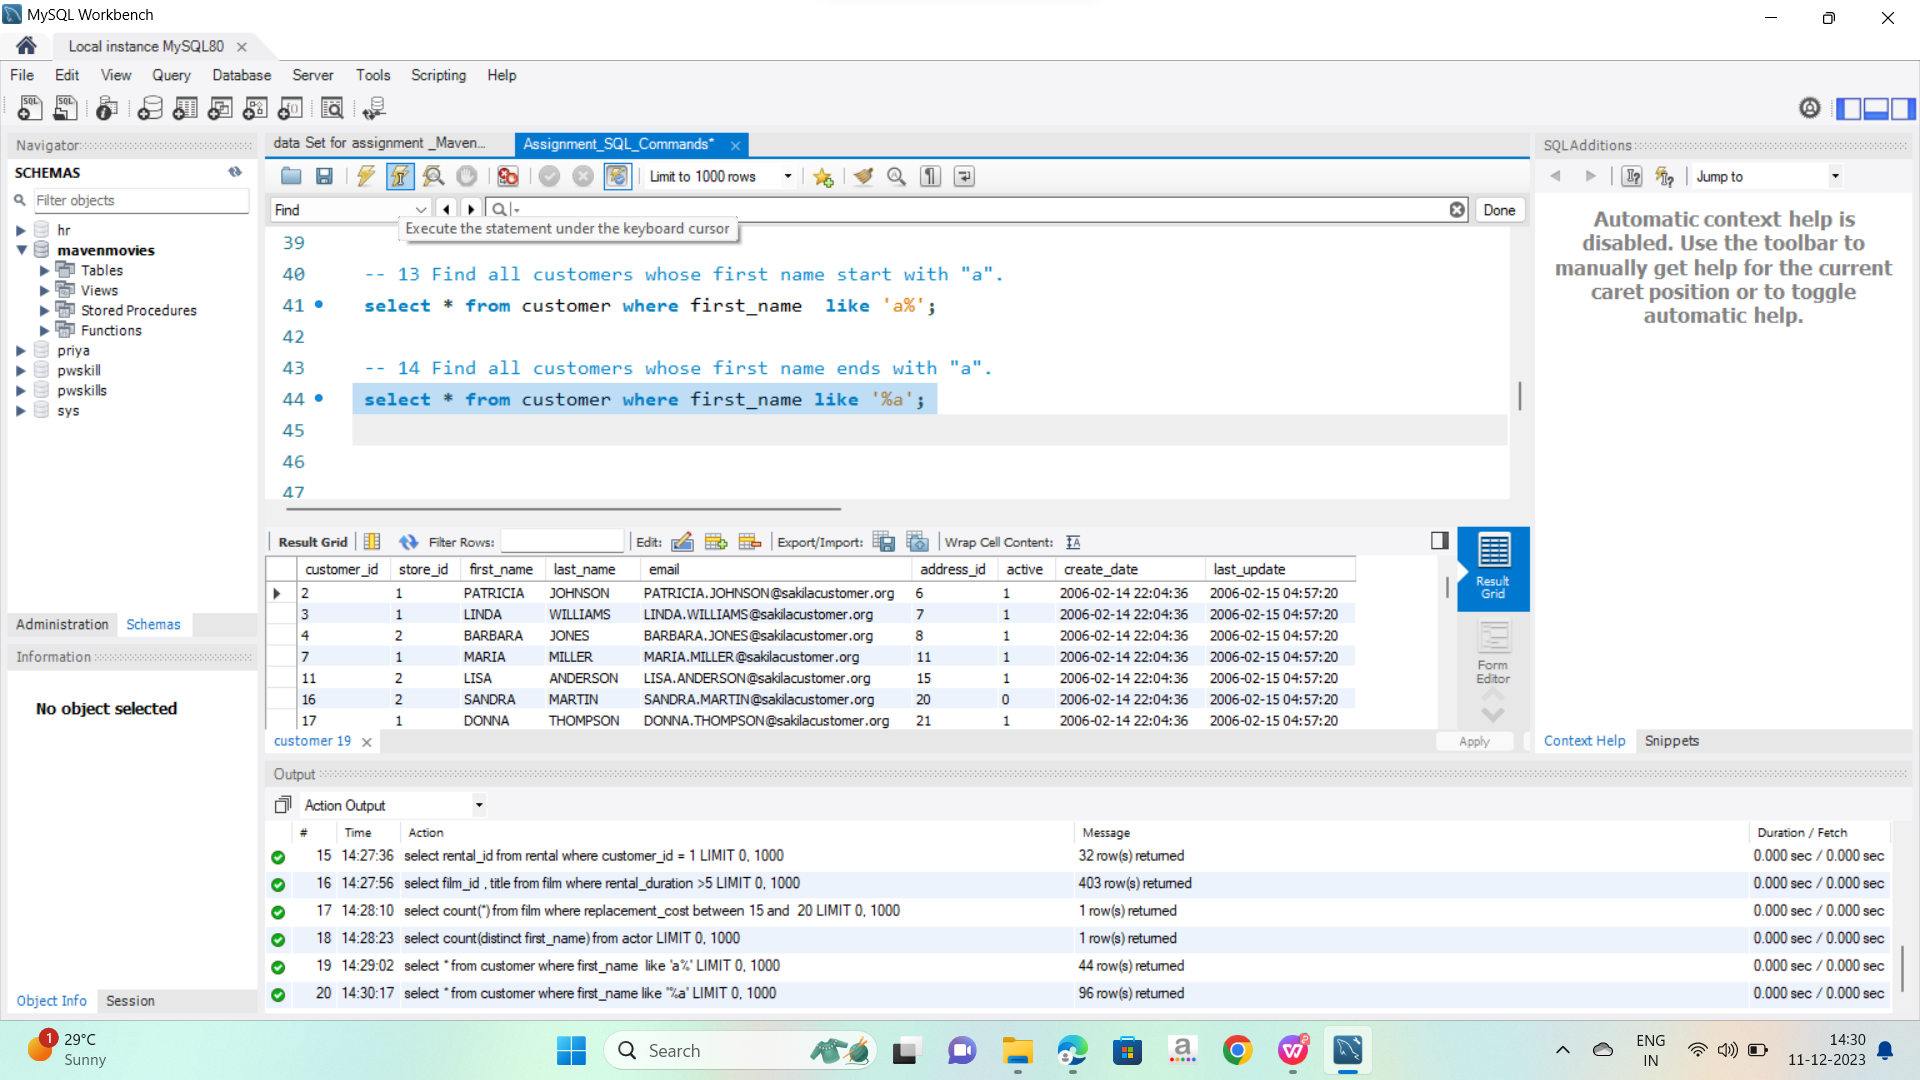 MySQL Workbench
Local instance MySQL80
File Edit View Query Database Server Tools Scripting Help
Navigator
SCHEMAS
Filter objects
hr
mavenmovies
Tables
Views
Stored Procedures
Functions
priya
pwskill
pwskills
sys
Administration Schemas
Information
No object selected
Object Info Session
data Set for assignment _Maven... Assignment_SQL_Commands*
Limit to 1000 rows
Find Done
Execute the statement under the keyboard cursor
39
40 -- 13 Find all customers whose first name start with "a".
41 select * from customer where first_name  like 'a%';
42
43 -- 14 Find all customers whose first name ends with "a".
44 select * from customer where first_name like '%a';
45
46
47
Result Grid Filter Rows: Edit: Export/Import: Wrap Cell Content:
customer_id store_id first_name last_name email address_id active create_date last_update
2 1 PATRICIA JOHNSON PATRICIA.JOHNSON@sakilacustomer.org 6 1 2006-02-14 22:04:36 2006-02-15 04:57:20
3 1 LINDA WILLIAMS LINDA.WILLIAMS@sakilacustomer.org 7 1 2006-02-14 22:04:36 2006-02-15 04:57:20
4 2 BARBARA JONES BARBARA.JONES@sakilacustomer.org 8 1 2006-02-14 22:04:36 2006-02-15 04:57:20
7 1 MARIA MILLER MARIA.MILLER@sakilacustomer.org 11 1 2006-02-14 22:04:36 2006-02-15 04:57:20
11 2 LISA ANDERSON LISA.ANDERSON@sakilacustomer.org 15 1 2006-02-14 22:04:36 2006-02-15 04:57:20
16 2 SANDRA MARTIN SANDRA.MARTIN@sakilacustomer.org 20 0 2006-02-14 22:04:36 2006-02-15 04:57:20
17 1 DONNA THOMPSON DONNA.THOMPSON@sakilacustomer.org 21 1 2006-02-14 22:04:36 2006-02-15 04:57:20
Result
Grid
Form
Editor
customer 19 Apply
SQLAdditions
Jump to
Automatic context help is
disabled. Use the toolbar to
manually get help for the current
caret position or to toggle
automatic help.
Context Help Snippets
Output
Action Output
# Time Action Message Duration / Fetch
15 14:27:36 select rental_id from rental where customer_id = 1 LIMIT 0, 1000 32 row(s) returned 0.000 sec / 0.000 sec
16 14:27:56 select film_id , title from film where rental_duration >5 LIMIT 0, 1000 403 row(s) returned 0.000 sec / 0.000 sec
17 14:28:10 select count(*) from film where replacement_cost between 15 and  20 LIMIT 0, 1000 1 row(s) returned 0.000 sec / 0.000 sec
18 14:28:23 select count(distinct first_name) from actor LIMIT 0, 1000 1 row(s) returned 0.000 sec / 0.000 sec
19 14:29:02 select * from customer where first_name  like 'a%' LIMIT 0, 1000 44 row(s) returned 0.000 sec / 0.000 sec
20 14:30:17 select * from customer where first_name like '%a' LIMIT 0, 1000 96 row(s) returned 0.000 sec / 0.000 sec
1 29°C
Sunny
Search
ENG
IN
14:30
11-12-2023